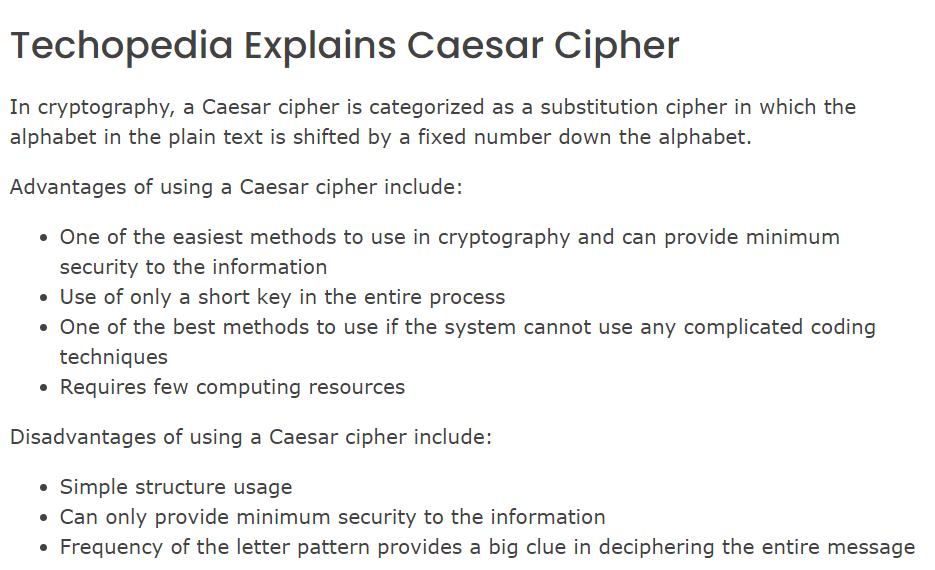 Techopedia Explains Caesar Cipher
In cryptography, a Caesar cipher is categorized as a substitution cipher in which the
alphabet in the plain text is shifted by a fixed number down the alphabet.
Advantages of using a Caesar cipher include:
• One of the easiest methods to use in cryptography and can provide minimum
security to the information
• Use of only a short key in the entire process
• One of the best methods to use if the system cannot use any complicated coding
techniques
• Requires few computing resources
Disadvantages of using a Caesar cipher include:
• Simple structure usage
• Can only provide minimum security to the information
• Frequency of the letter pattern provides a big clue in deciphering the entire message